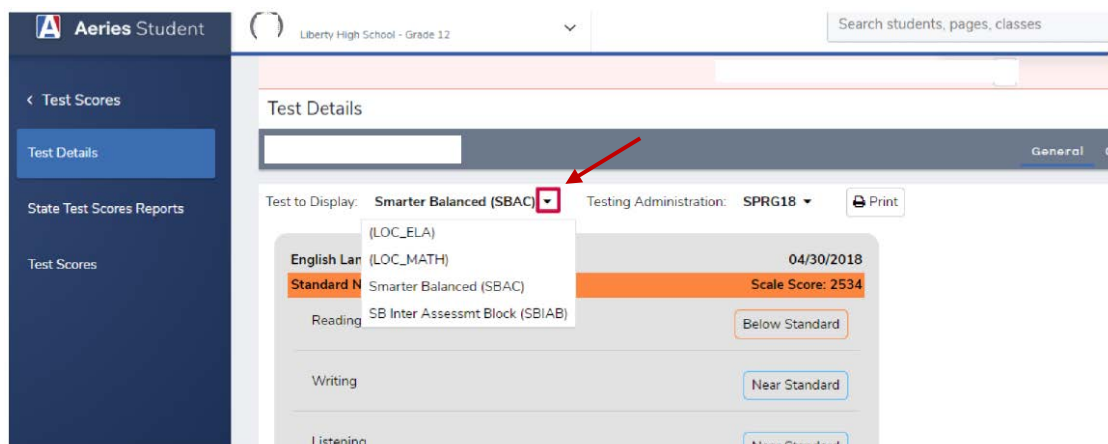 Aeries Student
Liberty High School - Grade 12
Search students, pages, classes
< Test Scores
Test Details
Test Details
General
Test to Display: Smarter Balanced (SBAC) Testing Administration: SPRG18 Print
State Test Scores Reports
(LOC_ELA)
English Lan (LOC_MATH) 04/30/2018
Test Scores
Standard N Smarter Balanced (SBAC) Scale Score: 2534
Reading SB Inter Assessmt Block (SBIAB) Below Standard
Writing Near Standard
Listening Near Standard